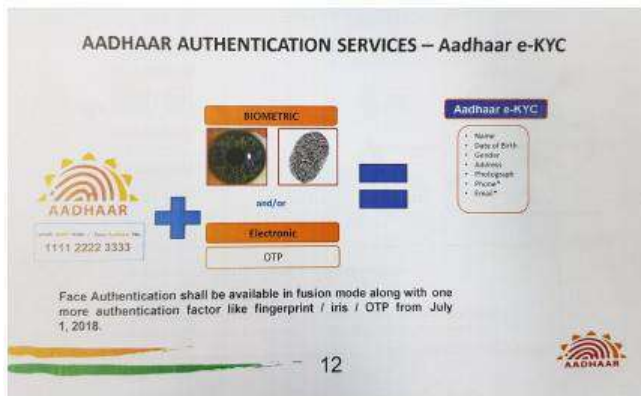 AADHAAR AUTHENTICATION SERVICES – Aadhaar e-KYC
BIOMETRIC
Aadhaar e-KYC
• Name
• Date of Birth
• Gender
• Address
• Photograph
• Phone*
• Email*
AADHAAR
1111 2222 3333
and/or
Electronic
OTP
Face Authentication shall be available in fusion mode along with one
more authentication factor like fingerprint / iris / OTP from July
1, 2018.
12
AADHAAR